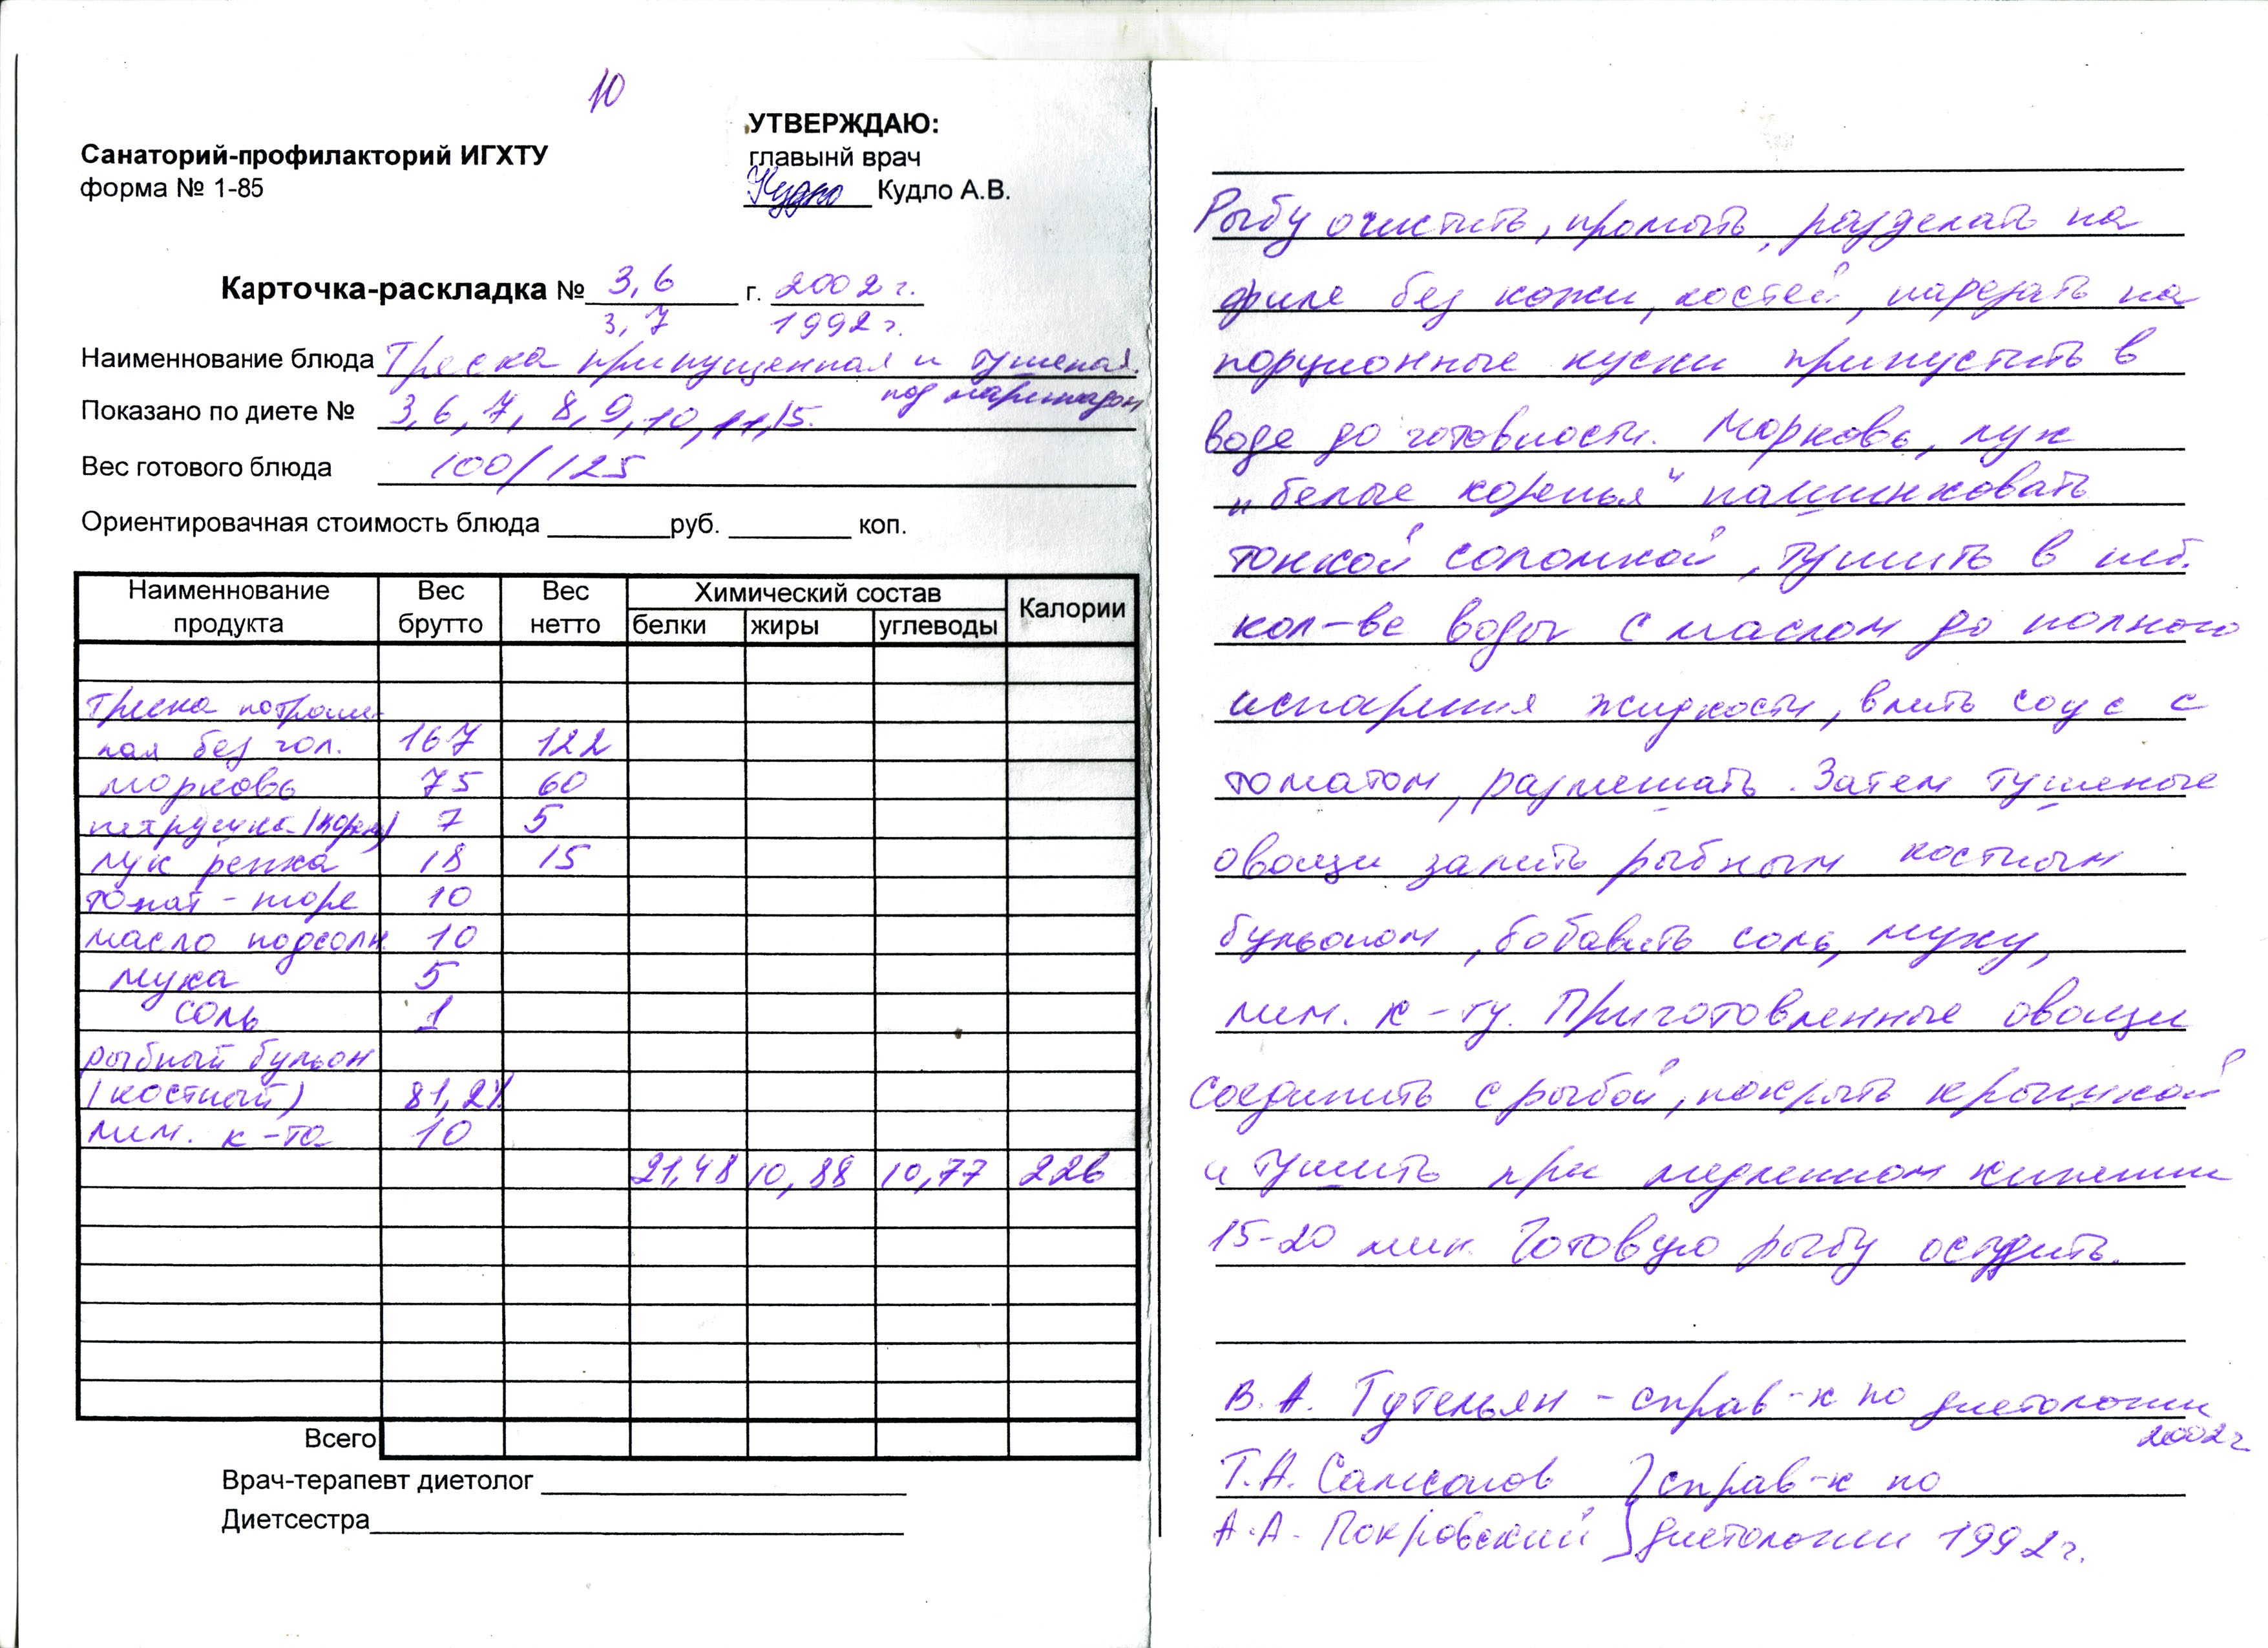 10
УТВЕРЖДАЮ:
Санаторий-профилакторий ИГХТУ
главынй врач
форма № 1-85
Кудло Кудло А.В.
Карточка-раскладка № 3,6 г. 2002 г.
3,7 1992 г.
Наименнование блюда Треска припущенная и тушеная
под маринадом
Показано по диете № 3, 6, 7, 8, 9, 10, 11, 15.
Вес готового блюда 100/125
Ориентировачная стоимость блюда ________руб. ________ коп.
Наименнование продукта Вес брутто Вес нетто Химический состав Калории
белки жиры углеводы
Треска потроше-
ная без гол. 167 122
морковь 75 60
петрушка (корень) 7 5
лук репка 18 15
томат-пюре 10
масло подсолн. 10
мука 5
соль 1
рыбный бульон
(костный) 81,2%
лим. к-та 10
21,48 10,88 10,77 226
Всего
Врач-терапевт диетолог
Диетсестра
Рыбу очистить, промыть, разделать на
филе без кожи, костей, нарезать на
порционные куски припустить в
воде до готовности. Морковь, лук
„белые коренья“ нашинковать
тонкой соломкой, тушить в неб.
кол-ве воды с маслом до полного
испарения жидкости, влить соус с
томатом, размешать. Затем тушеные
овощи залить рыбным костным
бульоном, бобавить соль, муку,
лим. к-ту. Приготовленные овощи
соединить с рыбой, покрыть крышкой
и тушить при медленном кипении
15-20 мин. Готовую рыбу остудить.
В.А. Тутельян - справ-к по диетологии
2002 г
Т.А. Самсонов } справ-к по
А.А. Покровский } диетологии 1992 г.